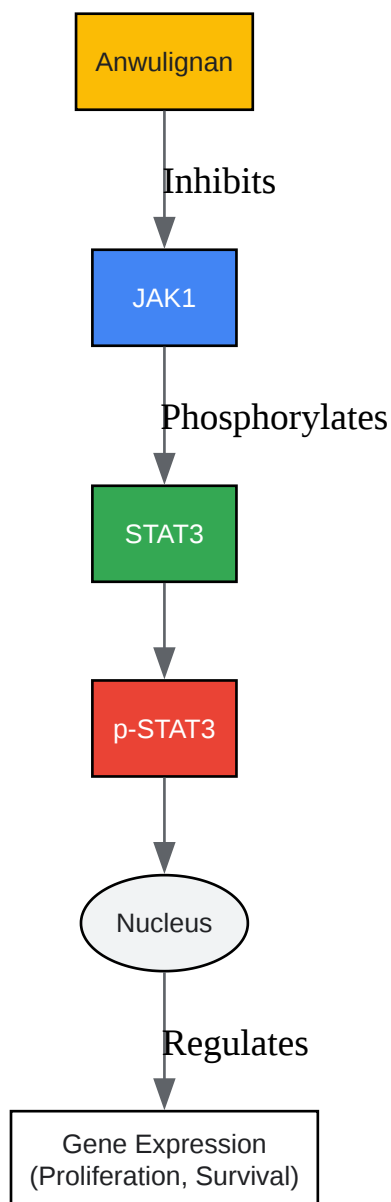 Anwulignan
Inhibits
JAK1
Phosphorylates
STAT3
p-STAT3
Nucleus
Regulates
Gene Expression
(Proliferation, Survival)